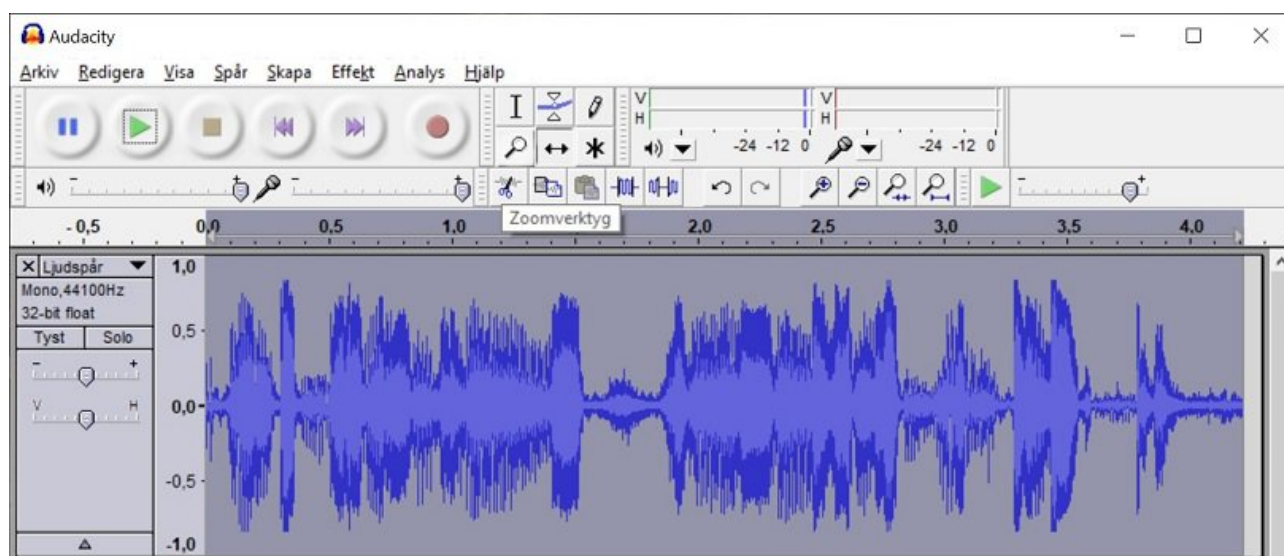 Audacity
Arkiv Redigera Visa Spår Skapa Effekt Analys Hjälp
V V
H H
-24 -12 0 -24 -12 0
- + - +
- +
Zoomverktyg
- 0,5 0,0 0,5 1,0 2,0 2,5 3,0 3,5 4,0
X Ljudspår 1,0
Mono,44100Hz
32-bit float
Tyst Solo 0,5
- +
V H 0,0
-0,5
-1,0